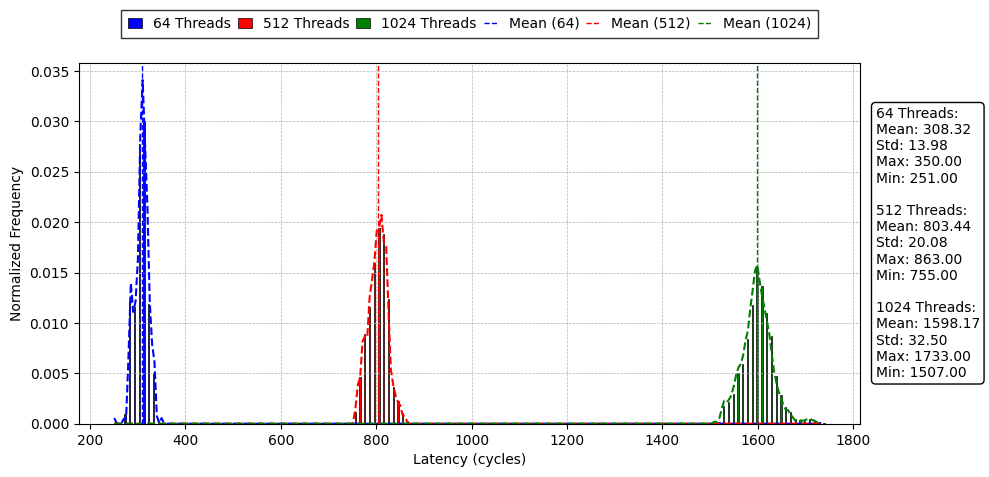 64 Threads 512 Threads 1024 Threads Mean (64) Mean (512) Mean (1024)
0.035
0.030
0.025
0.020
0.015
0.010
0.005
0.000
Normalized Frequency
200 400 600 800 1000 1200 1400 1600 1800
Latency (cycles)
64 Threads:
Mean: 308.32
Std: 13.98
Max: 350.00
Min: 251.00
512 Threads:
Mean: 803.44
Std: 20.08
Max: 863.00
Min: 755.00
1024 Threads:
Mean: 1598.17
Std: 32.50
Max: 1733.00
Min: 1507.00